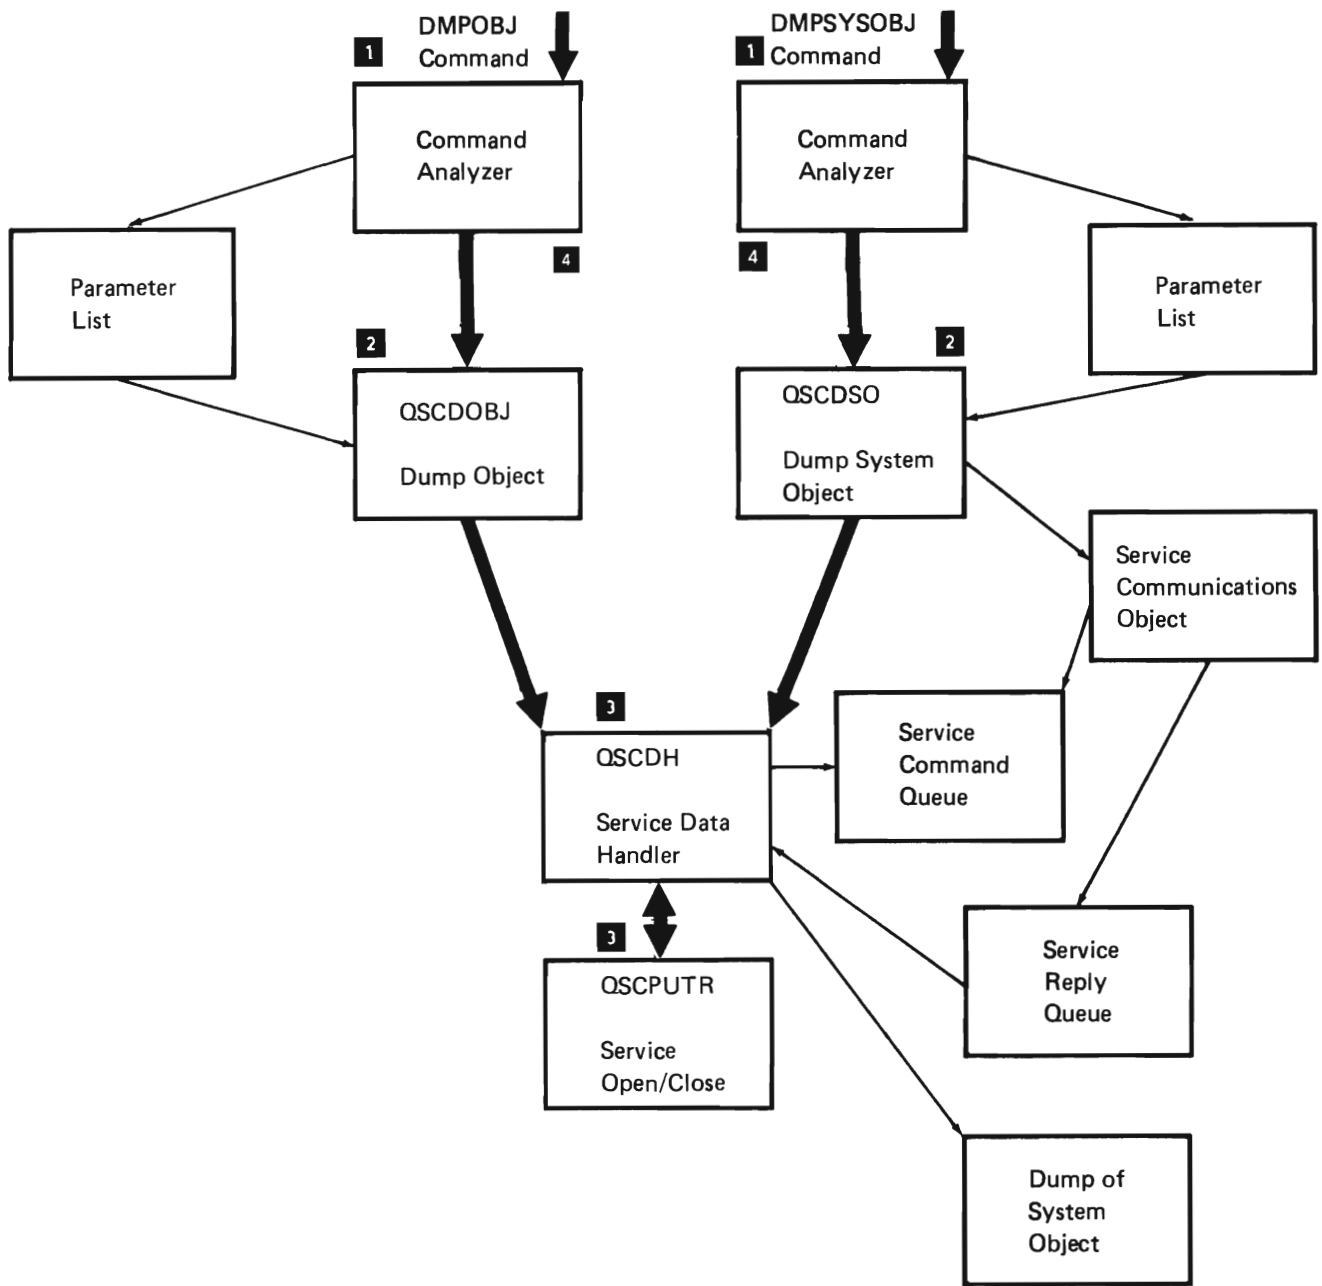 1
DMPOBJ
Command
1
DMPSYSOBJ
Command
Command
Analyzer
Command
Analyzer
4
4
Parameter
List
Parameter
List
2
2
QSCDOBJ
Dump Object
QSCDSO
Dump System
Object
Service
Communications
Object
3
QSCDH
Service Data
Handler
Service
Command
Queue
3
QSCPUTR
Service
Open/Close
Service
Reply
Queue
Dump of
System
Object